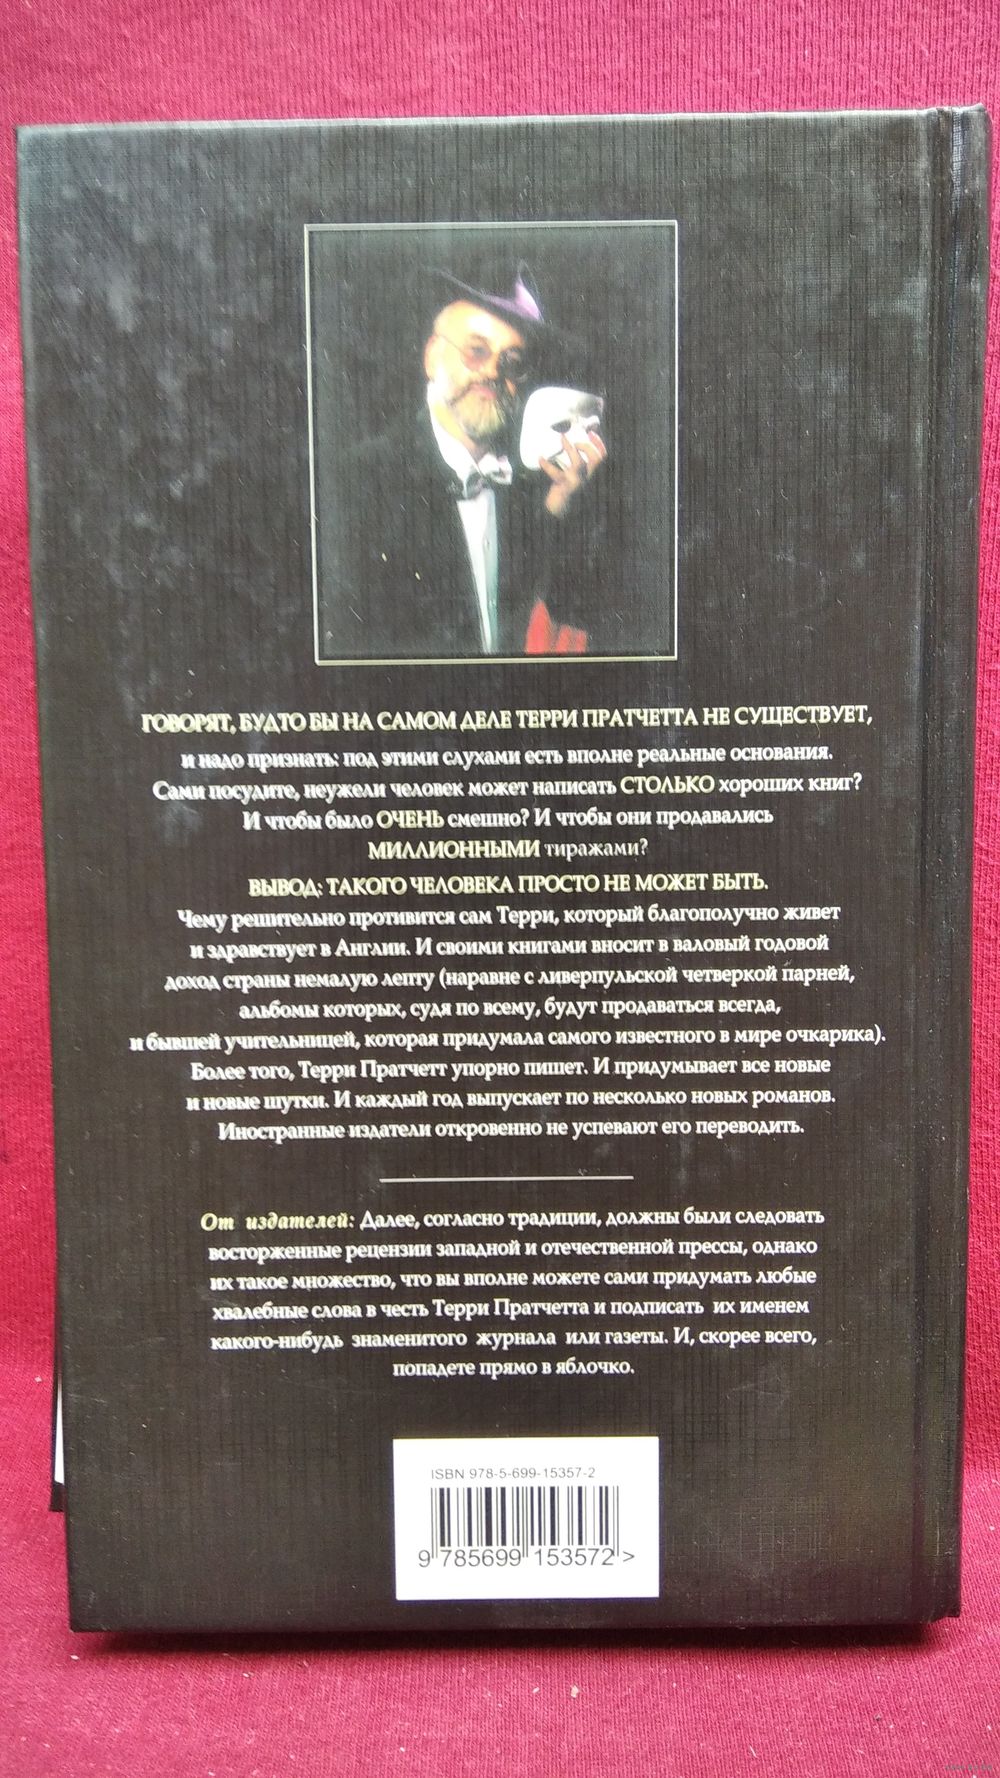 ГОВОРЯТ, БУДТО БЫ НА САМОМ ДЕЛЕ ТЕРРИ ПРАТЧЕТТА НЕ СУЩЕСТВУЕТ,
и надо признать: под этими слухами есть вполне реальные основания.
Сами посудите, неужели человек может написать СТОЛЬКО хороших книг?
И чтобы было ОЧЕНЬ смешно? И чтобы они продавались
МИЛЛИОННЫМИ тиражами?
ВЫВОД: ТАКОГО ЧЕЛОВЕКА ПРОСТО НЕ МОЖЕТ БЫТЬ.
Чему решительно противится сам Терри, который благополучно живет
и здравствует в Англии. И своими книгами вносит в валовый годовой
доход страны немалую лепту (наравне с ливерпульской четверкой парней,
альбомы которых, судя по всему, будут продаваться всегда,
и бывшей учительницей, которая придумала самого известного в мире очкарика).
Более того, Терри Пратчетт упорно пишет. И придумывает все новые
и новые шутки. И каждый год выпускает по несколько новых романов.
Иностранные издатели откровенно не успевают его переводить.
От издателей: Далее, согласно традиции, должны были следовать
восторженные рецензии западной и отечественной прессы, однако
их такое множество, что вы вполне можете сами придумать любые
хвалебные слова в честь Терри Пратчетта и подписать их именем
какого-нибудь знаменитого журнала или газеты. И, скорее всего,
попадете прямо в яблочко.
ISBN 978-5-699-15357-2
9 785699 153572 >